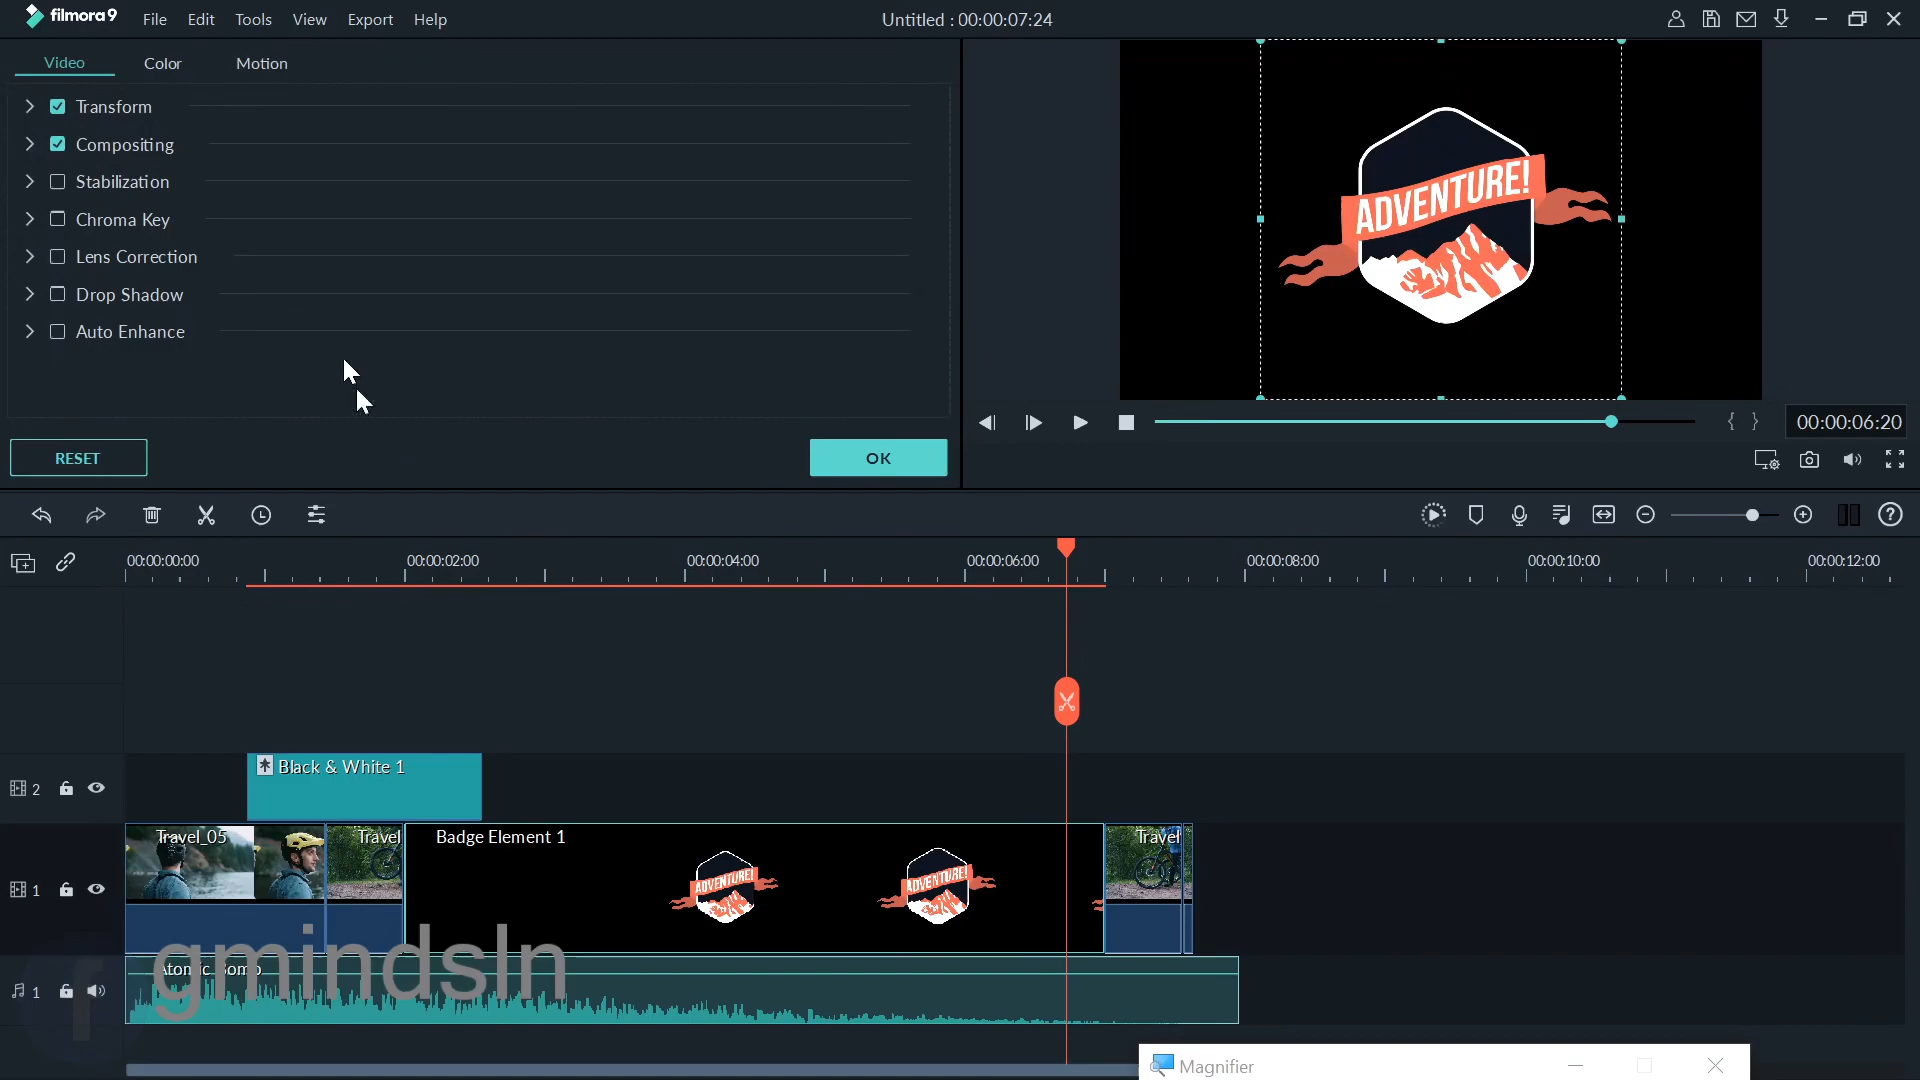 filmora9 File Edit Tools View Export Help Untitled : 00:00:07:24
Video Color Motion
Transform
Compositing
Stabilization
Chroma Key
Lens Correction
Drop Shadow
Auto Enhance
RESET OK
ADVENTURE!
{ } 00:00:06:20
00:00:00:00 00:00:02:00 00:00:04:00 00:00:06:00 00:00:08:00 00:00:10:00 00:00:12:00
2 Black & White 1
Travel_05 Travel Badge Element 1 Travel
ADVENTURE! ADVENTURE!
1
gmindsln
Atomic Bomb
1
Magnifier